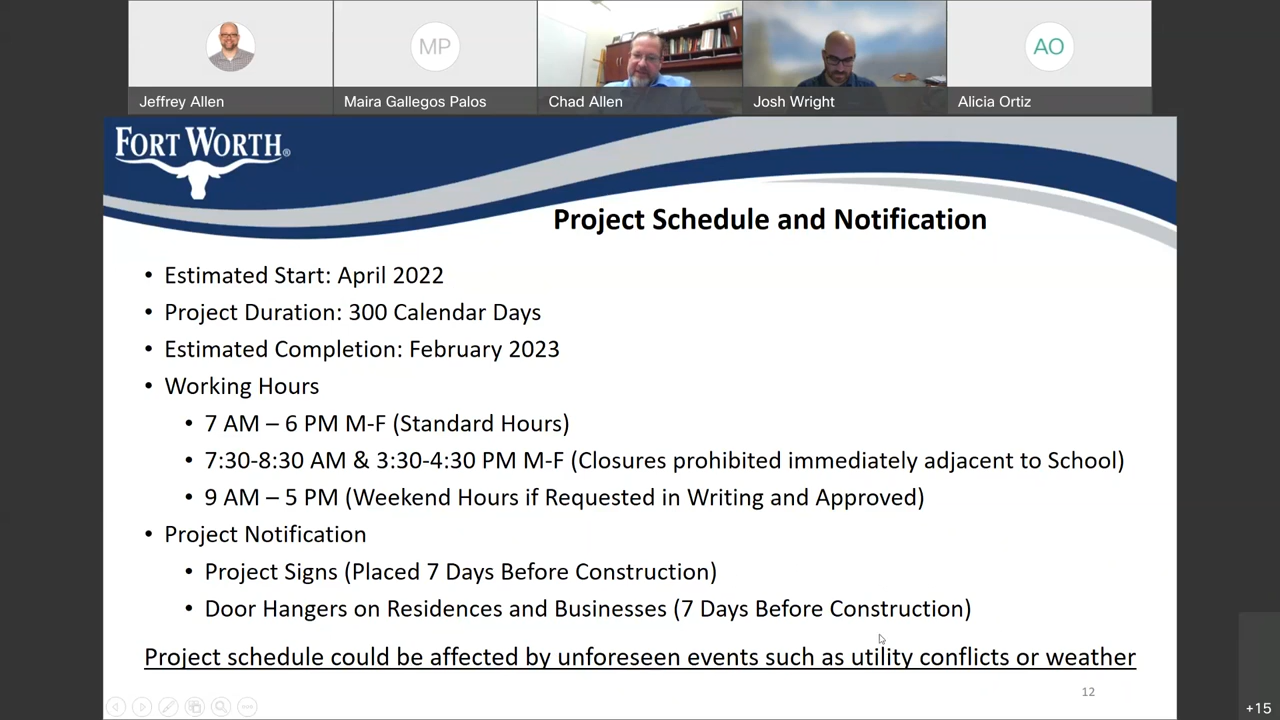 MP
AO
Jeffrey Allen
Maira Gallegos Palos
Chad Allen
Josh Wright
Alicia Ortiz
FORT WORTH®
Project Schedule and Notification
• Estimated Start: April 2022
• Project Duration: 300 Calendar Days
• Estimated Completion: February 2023
• Working Hours
• 7 AM – 6 PM M-F (Standard Hours)
• 7:30-8:30 AM & 3:30-4:30 PM M-F (Closures prohibited immediately adjacent to School)
• 9 AM – 5 PM (Weekend Hours if Requested in Writing and Approved)
• Project Notification
• Project Signs (Placed 7 Days Before Construction)
• Door Hangers on Residences and Businesses (7 Days Before Construction)
Project schedule could be affected by unforeseen events such as utility conflicts or weather
12
+15